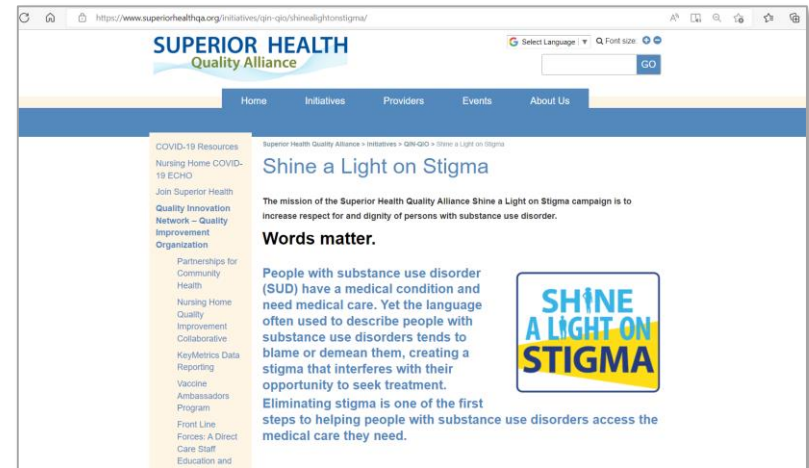 https://www.superiorhealthqa.org/initiatives/qin-qio/shinealightonstigma/
SUPERIOR HEALTH
Quality Alliance
Select Language
Font size:
GO
Home Initiatives Providers Events About Us
COVID-19 Resources
Nursing Home COVID-
19 ECHO
Join Superior Health
Quality Innovation
Network – Quality
Improvement
Organization
Partnerships for
Community
Health
Nursing Home
Quality
Improvement
Collaborative
KeyMetrics Data
Reporting
Vaccine
Ambassadors
Program
Front Line
Forces: A Direct
Care Staff
Education and
Superior Health Quality Alliance > Initiatives > QIN-QIO > Shine a Light on Stigma
Shine a Light on Stigma
The mission of the Superior Health Quality Alliance Shine a Light on Stigma campaign is to
increase respect for and dignity of persons with substance use disorder.
Words matter.
People with substance use disorder
(SUD) have a medical condition and
need medical care. Yet the language
often used to describe people with
substance use disorders tends to
blame or demean them, creating a
stigma that interferes with their
opportunity to seek treatment.
Eliminating stigma is one of the first
steps to helping people with substance use disorders access the
medical care they need.
SHINE
A LIGHT ON
STIGMA